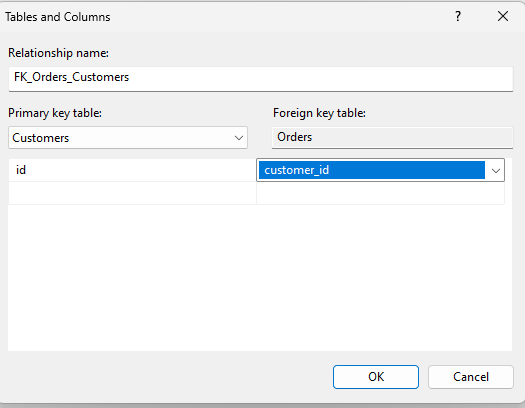 Tables and Columns ?
Relationship name:
FK_Orders_Customers
Primary key table: Foreign key table:
Customers Orders
id customer_id
OK Cancel